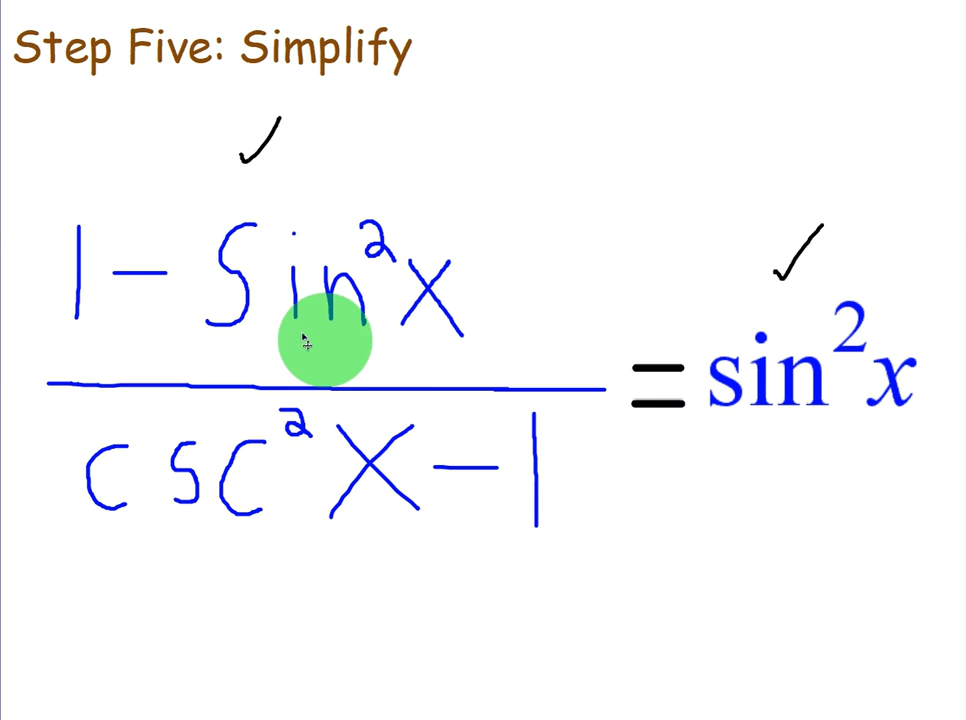 Step Five: Simplify
1 - Sin²x
= sin²x
csc²x - 1